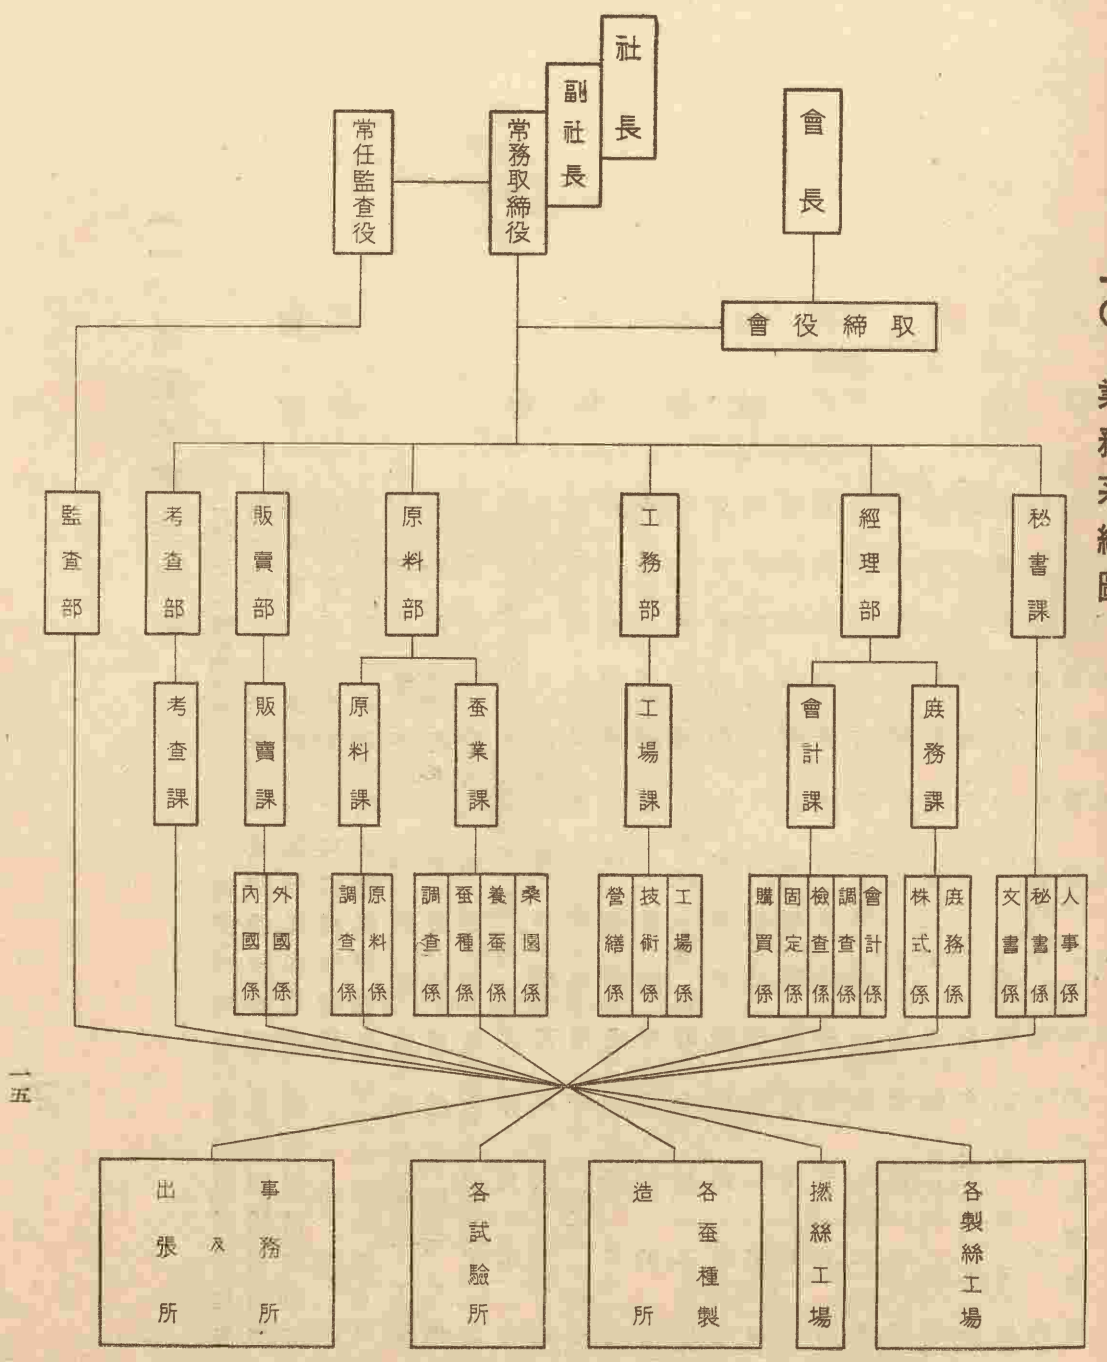 會長
社長
副社長
常務取締役
常任監査役
取締役會
秘書課
經理部
工務部
原料部
販賣部
考査部
監査部
庶務課
會計課
工場課
蚕業課
原料課
販賣課
考査課
人事係
秘書係
文書係
庶務係
株式係
會計係
調査係
檢査係
固定係
購買係
工場係
技術係
營繕係
桑園係
養蚕係
蚕種係
調査係
原料係
調査係
外國係
內國係
各製絲工場
撚絲工場
各蚕種製
造所
各試驗所
事務所
及
出張所
一五